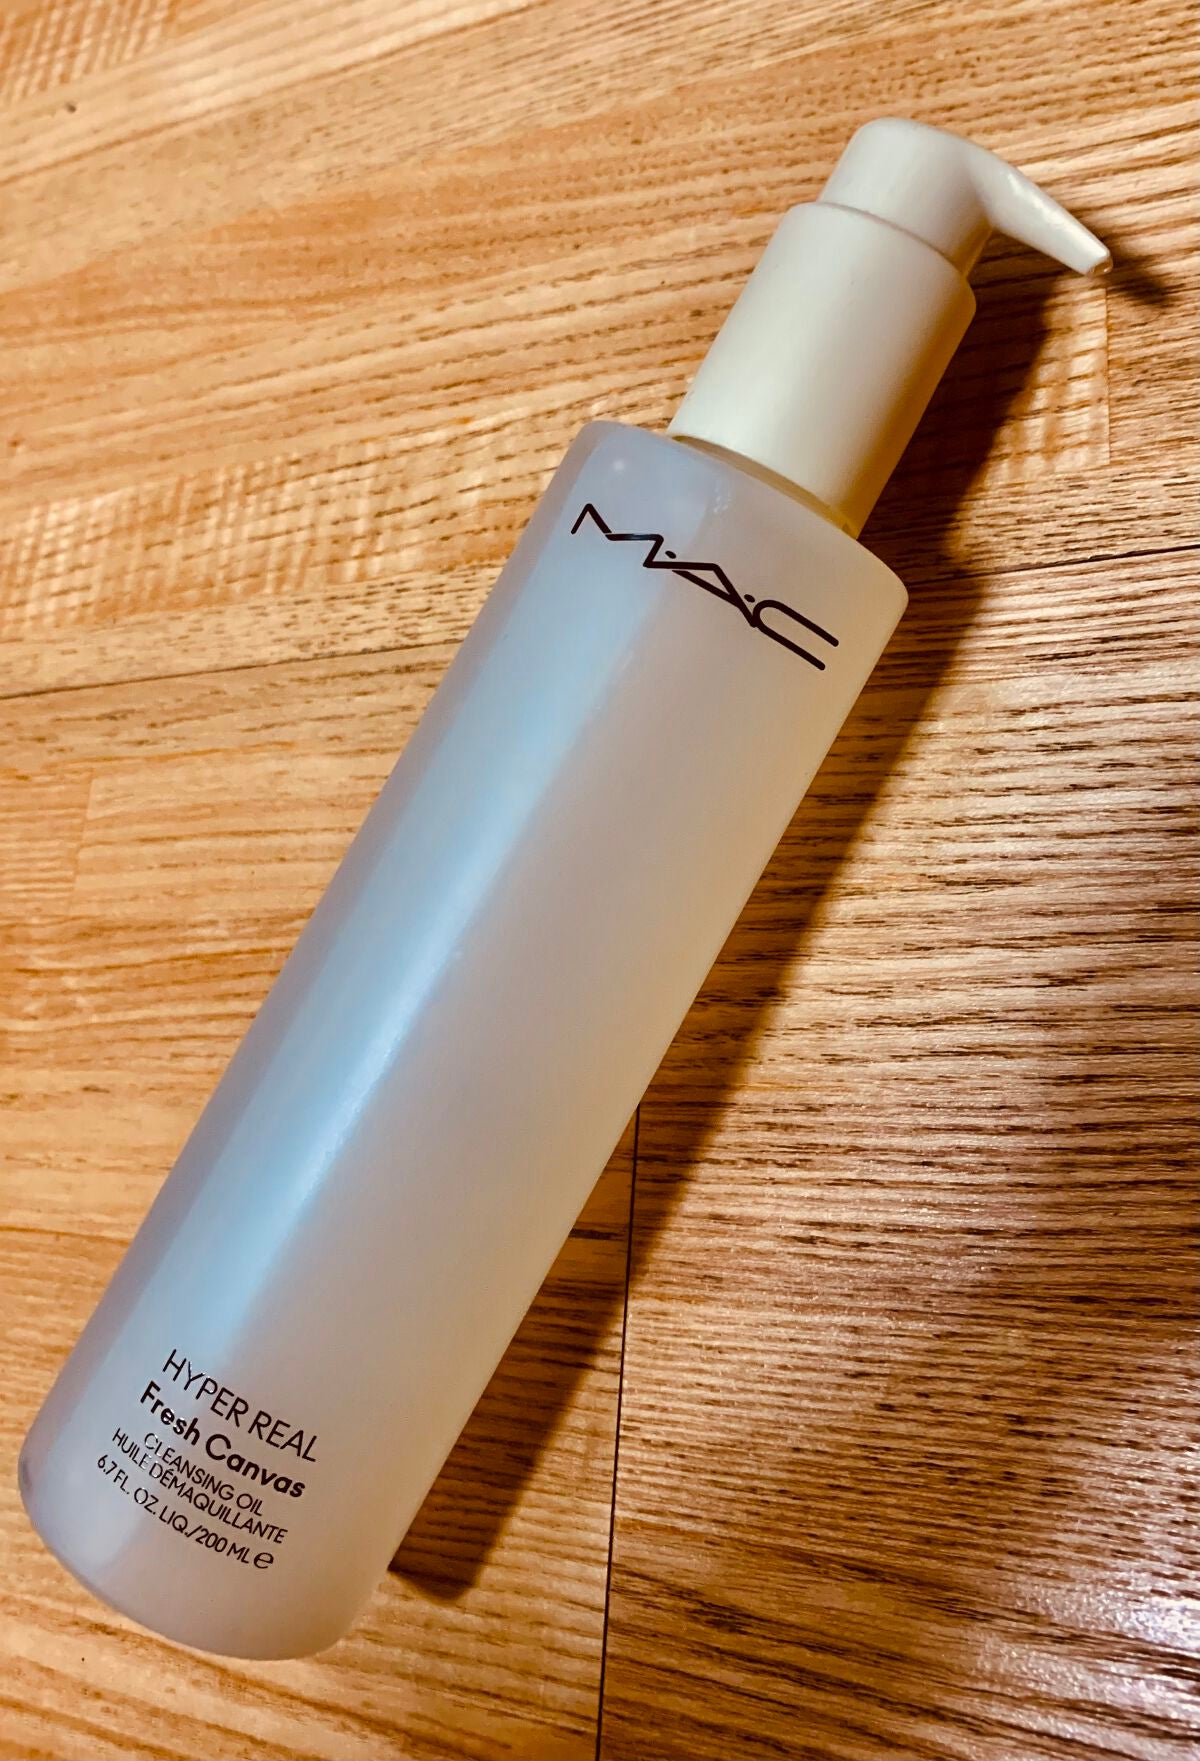 M·A·C
HYPER REAL
Fresh Canvas
CLEANSING OIL
HUILE DÉMAQUILLANTE
6.7 FL. OZ. LIQ./200 ML ℮